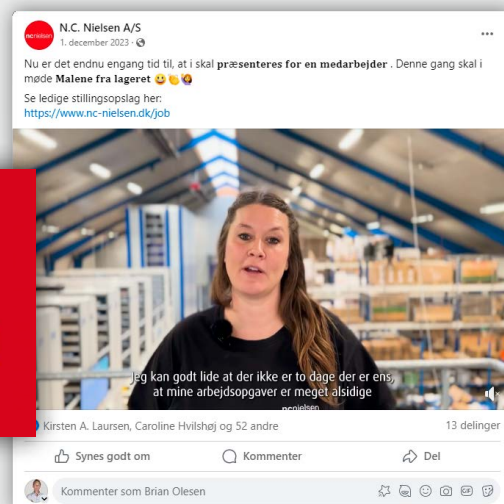 N.C. Nielsen A/S
ncnielsen
1. december 2023 ·
Nu er det endnu engang tid til, at i skal præsenteres for en medarbejder . Denne gang skal i
møde Malene fra lageret 😃👏🙋‍♀️
Se ledige stillingsopslag her:
https://www.nc-nielsen.dk/job
Jeg kan godt lide at der ikke er to dage der er ens,
at mine arbejdsopgaver er meget alsidige
ncnielsen
Kirsten A. Laursen, Caroline Hvilshøj og 52 andre
13 delinger
Synes godt om
Kommenter
Del
Kommenter som Brian Olesen
GIF